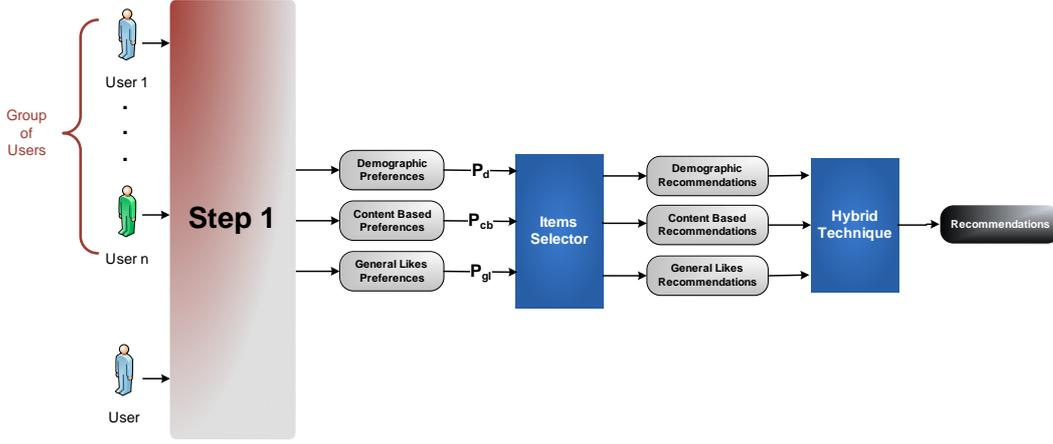 User 1
Group
of
Users
User n
User
Step 1
Demographic
Preferences
Content Based
Preferences
General Likes
Preferences
Pd
Pcb
Pgl
Items
Selector
Demographic
Recommendations
Content Based
Recommendations
General Likes
Recommendations
Hybrid
Technique
Recommendations